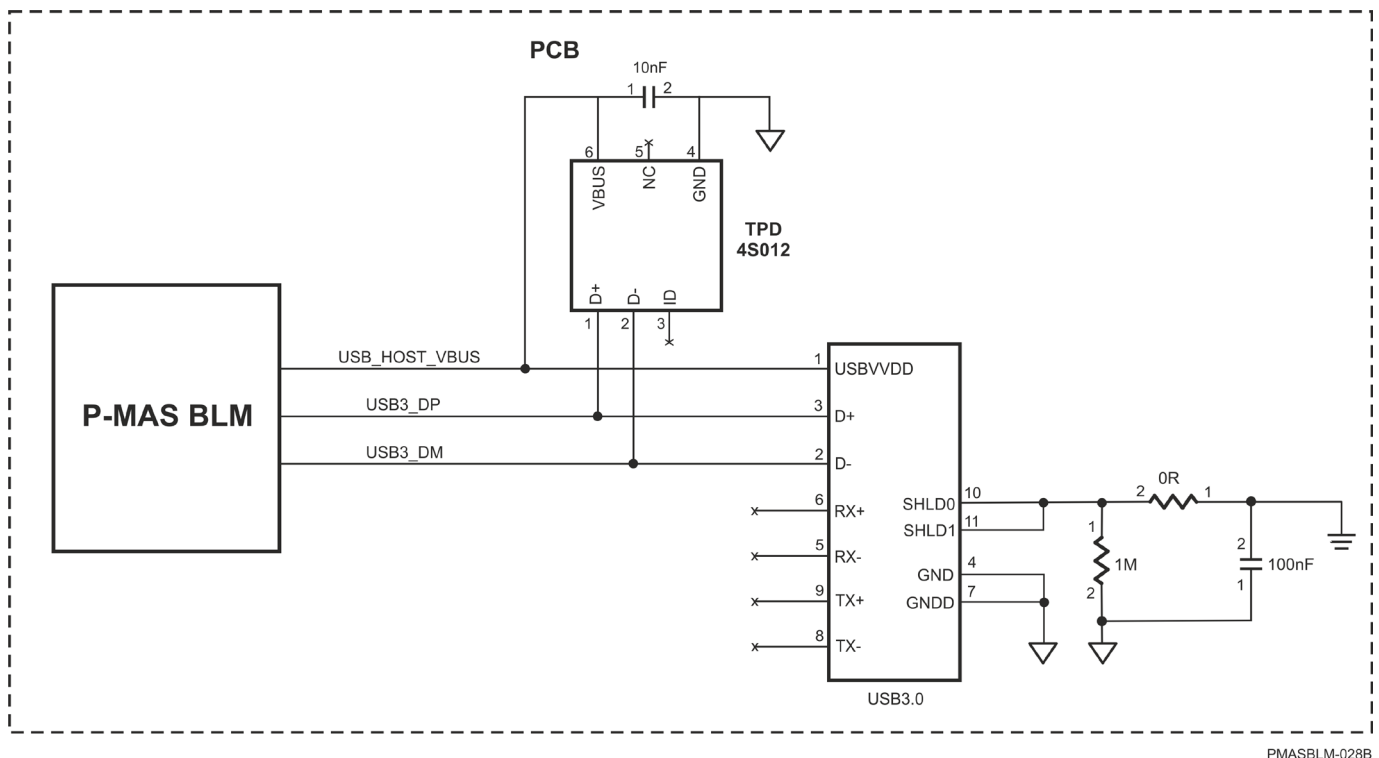 PCB
10nF
1 2
6 5 4
VBUS NC GND
TPD
4S012
D+ D- ID
1 2 3
P-MAS BLM
USB_HOST_VBUS
USB3_DP
USB3_DM
1 USBVVDD
3 D+
2 D-
6 RX+
5 RX-
9 TX+
8 TX-
SHLD0 10
SHLD1 11
GND 4
GNDD 7
USB3.0
0R
2 1
1
1M
2
2
100nF
1
PMASBLM-028B